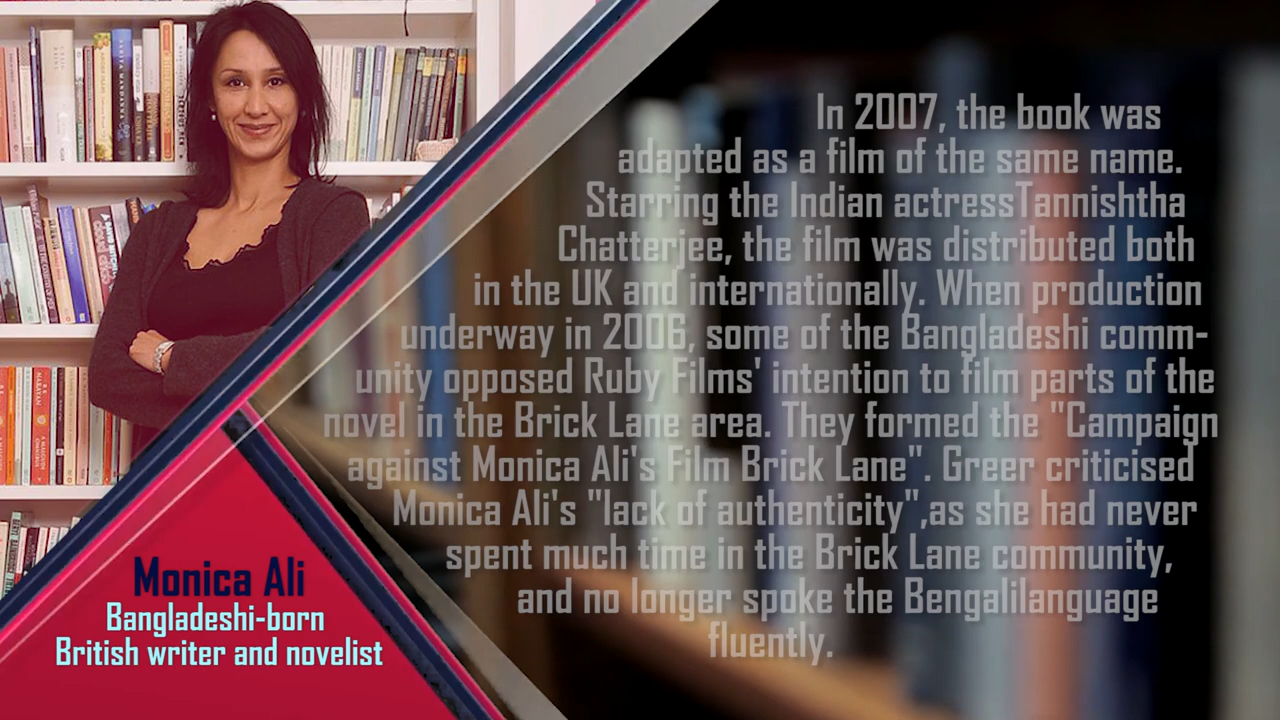 In 2007, the book was
adapted as a film of the same name.
Starring the Indian actressTannishtha
Chatterjee, the film was distributed both
in the UK and internationally. When production
underway in 2006, some of the Bangladeshi comm-
unity opposed Ruby Films' intention to film parts of the
novel in the Brick Lane area. They formed the "Campaign
against Monica Ali's Film Brick Lane". Greer criticised
Monica Ali's "lack of authenticity",as she had never
spent much time in the Brick Lane community,
and no longer spoke the Bengalilanguage
fluently.
Monica Ali
Bangladeshi-born
British writer and novelist